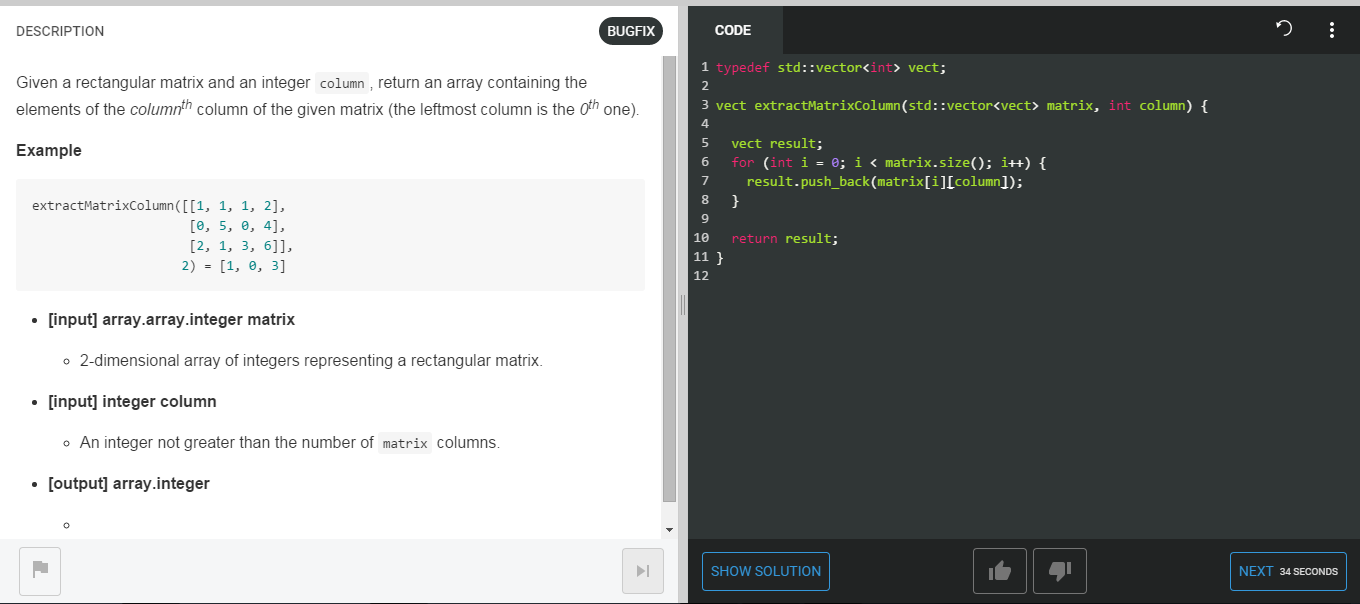 DESCRIPTION
BUGFIX
Given a rectangular matrix and an integer column, return an array containing the
elements of the columnth column of the given matrix (the leftmost column is the 0th one).
Example
extractMatrixColumn([[1, 1, 1, 2],
[0, 5, 0, 4],
[2, 1, 3, 6]],
2) = [1, 0, 3]
• [input] array.array.integer matrix
◦ 2-dimensional array of integers representing a rectangular matrix.
• [input] integer column
◦ An integer not greater than the number of matrix columns.
• [output] array.integer
◦
CODE
1 typedef std::vector<int> vect;
2
3 vect extractMatrixColumn(std::vector<vect> matrix, int column) {
4
5   vect result;
6   for (int i = 0; i < matrix.size(); i++) {
7     result.push_back(matrix[i][column]);
8   }
9
10   return result;
11 }
12
SHOW SOLUTION
NEXT 34 SECONDS